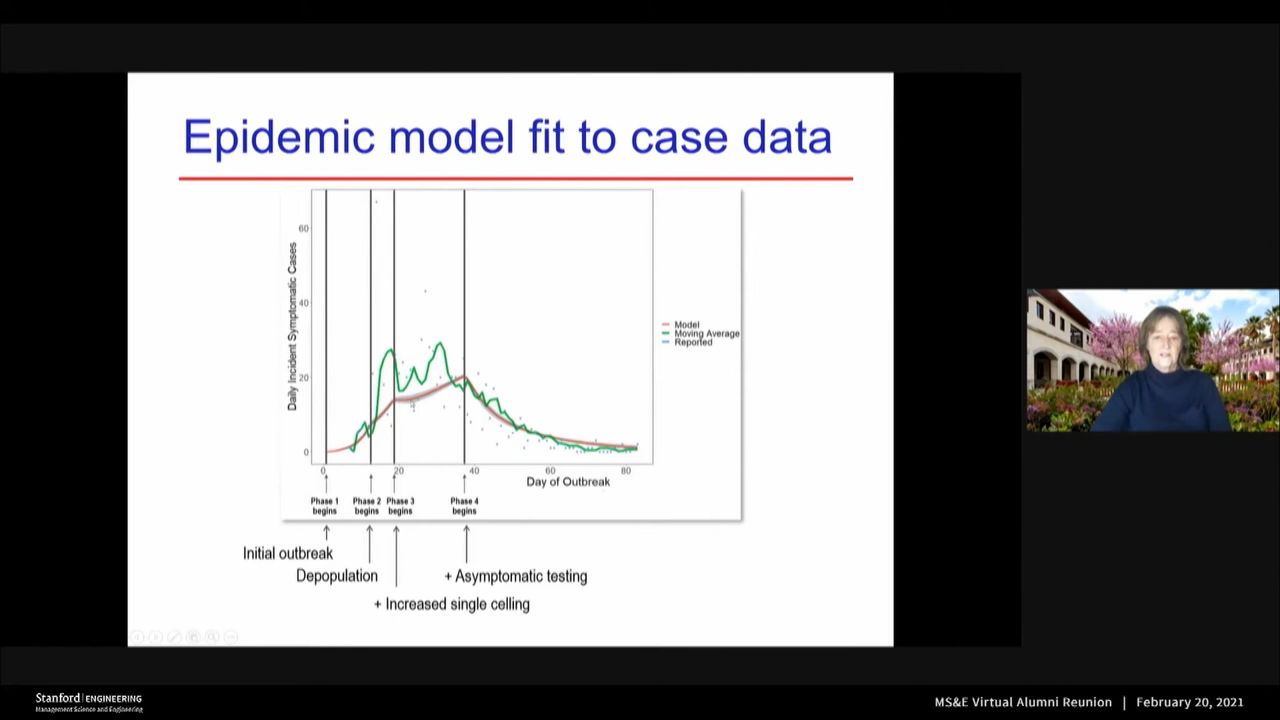 Epidemic model fit to case data
Daily Incident Symptomatic Cases
60
40
20
0
0
20
40
60
80
Day of Outbreak
Model
Moving Average
Reported
Phase 1
begins
Phase 2
begins
Phase 3
begins
Phase 4
begins
Initial outbreak
Depopulation
+ Asymptomatic testing
+ Increased single celling
Stanford | ENGINEERING
Management Science and Engineering
MS&E Virtual Alumni Reunion | February 20, 2021